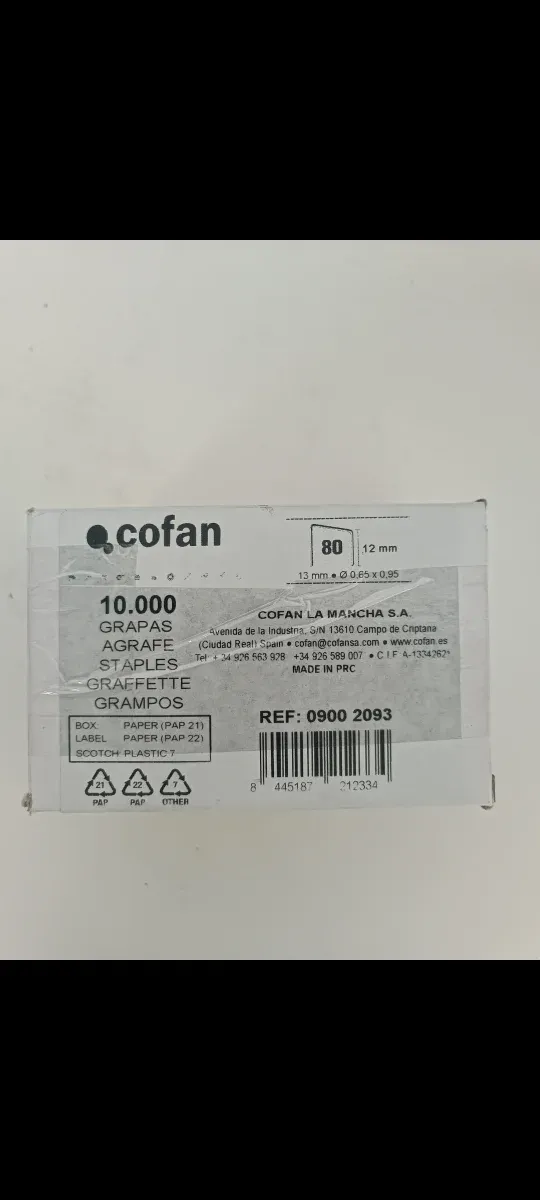 cofan
80
12 mm
13 mm • Ø 0,65 x 0,95
10.000
GRAPAS
AGRAFE
STAPLES
GRAFFETTE
GRAMPOS
COFAN LA MANCHA S.A.
Avenida de la Industria, S/N 13610 Campo de Criptana
(Ciudad Real) Spain • cofan@cofansa.com • www.cofan.es
Tel: + 34 926 563 928 +34 926 589 007 • C.I.F. 
MADE IN PRC
BOX PAPER (PAP 21)
LABEL PAPER (PAP 22)
SCOTCH PLASTIC 7
REF: 0900 2093
21 22 7
PAP PAP OTHER
8 445187 212334